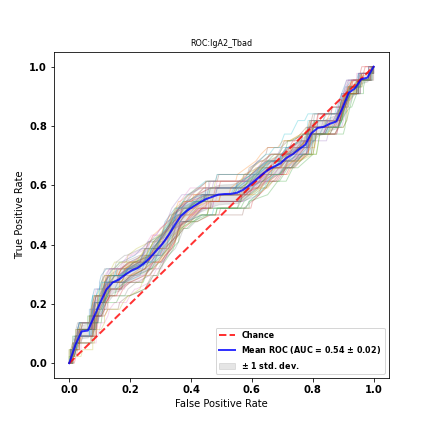 ROC:IgA2_Tbad
1.0
0.8
0.6
0.4
0.2
0.0
True Positive Rate
Chance
Mean ROC (AUC = 0.54 ± 0.02)
± 1 std. dev.
0.0 0.2 0.4 0.6 0.8 1.0
False Positive Rate